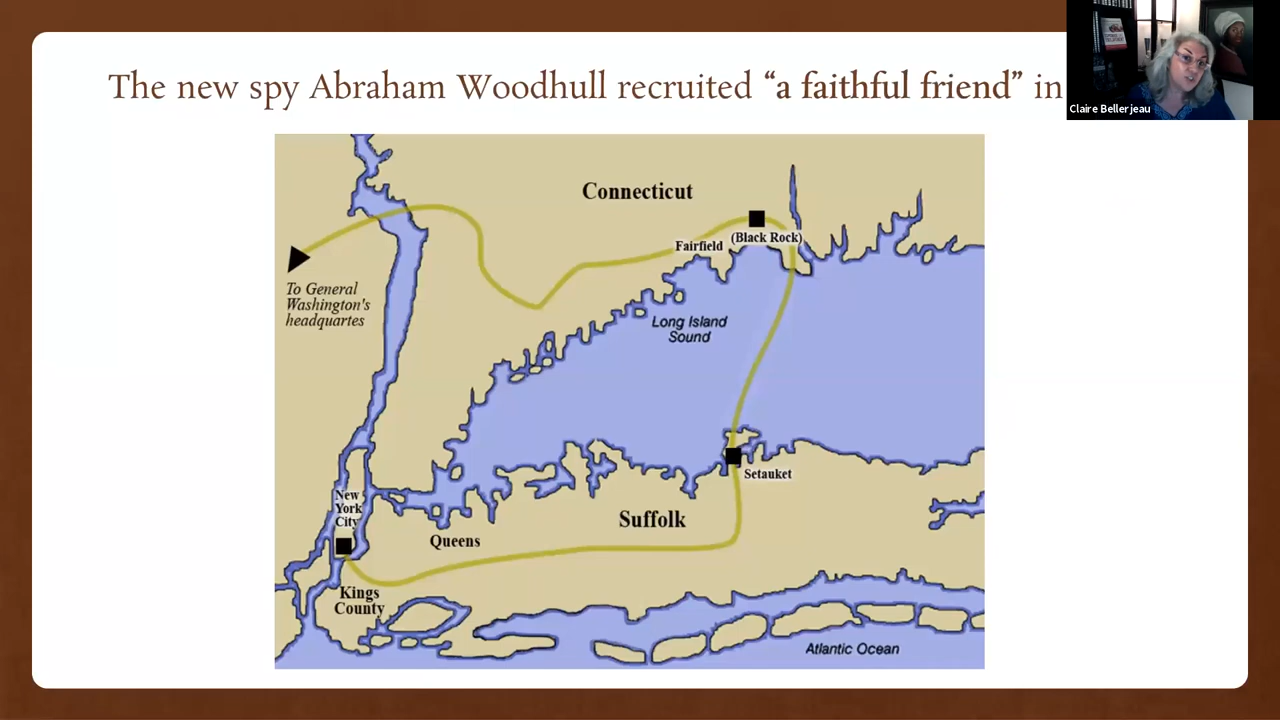 The new spy Abraham Woodhull recruited “a faithful friend” in
Claire Bellerjeau
Connecticut
(Black Rock)
Fairfield
To General
Washington's
headquartes
Long Island
Sound
Setauket
New
York
City
Suffolk
Queens
Kings
County
Atlantic Ocean